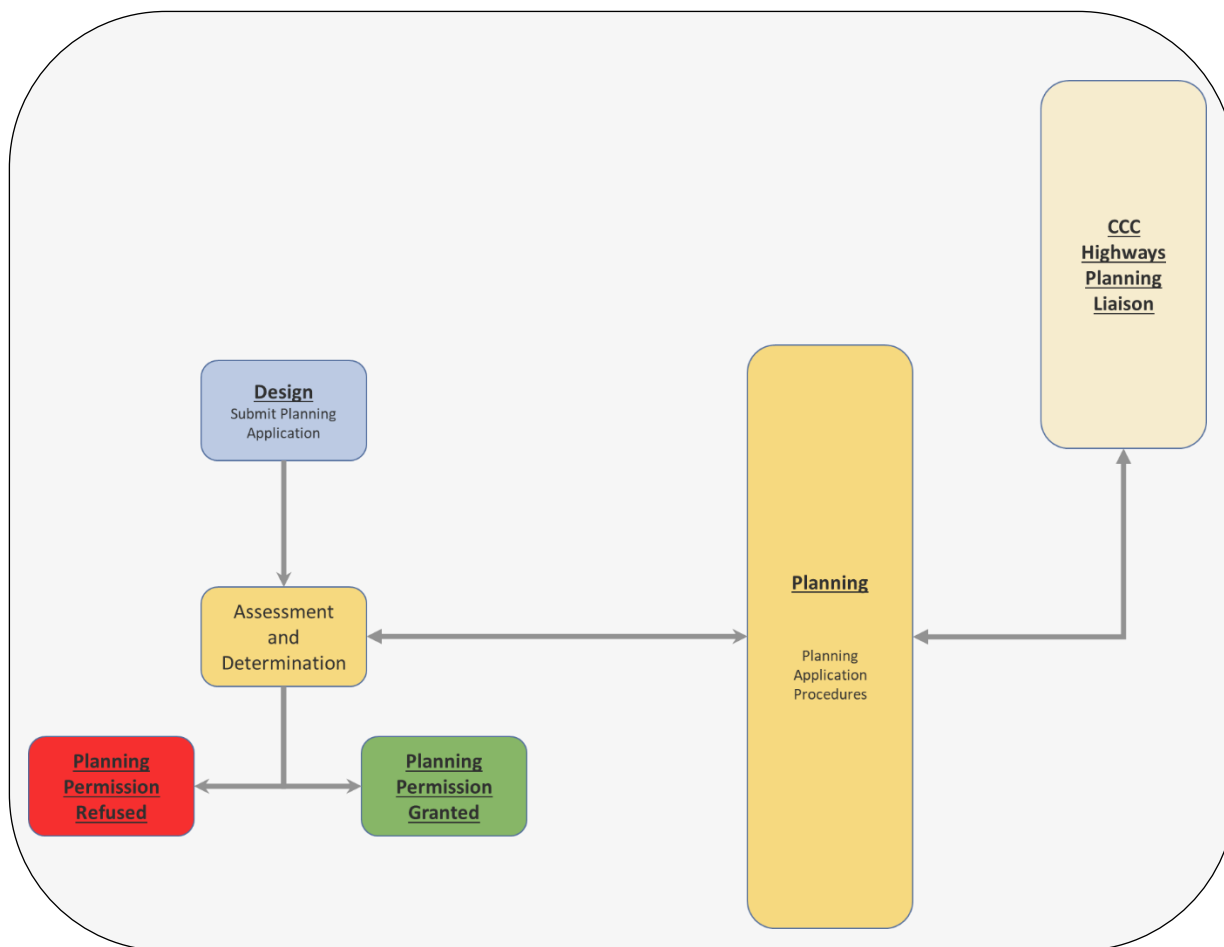 CCC
Highways
Planning
Liaison
Design
Submit Planning
Application
Planning
Planning
Application
Procedures
Assessment
and
Determination
Planning
Permission
Refused
Planning
Permission
Granted